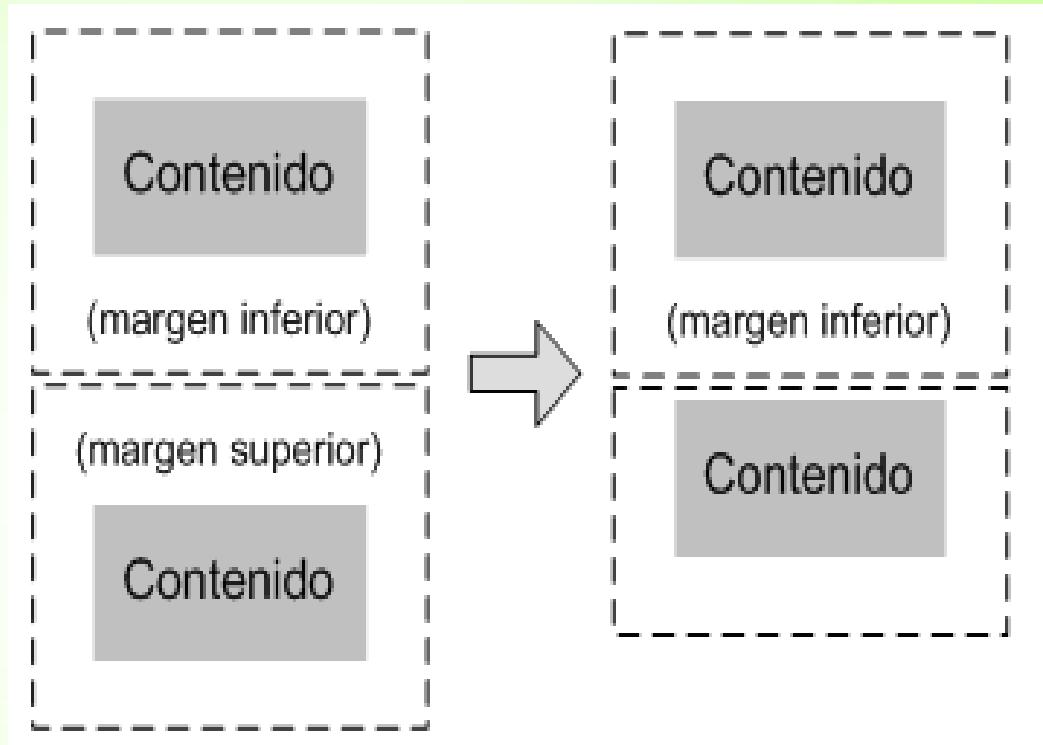 Contenido
(margen inferior)
(margen superior)
Contenido
Contenido
(margen inferior)
Contenido